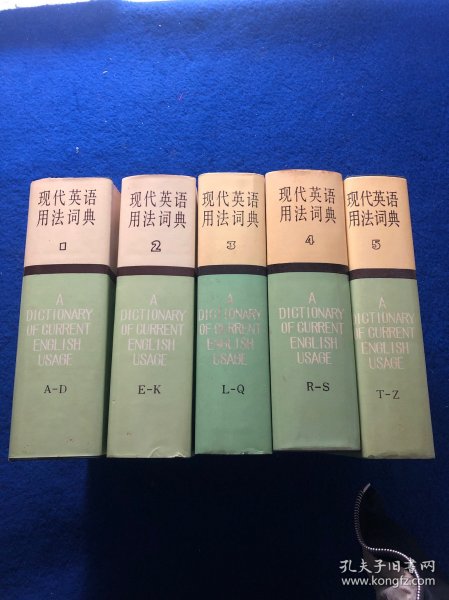 现代英语
用法词典
1
A
DICTIONARY
OF CURRENT
ENGLISH
USAGE
A-D
现代英语
用法词典
2
A
DICTIONARY
OF CURRENT
ENGLISH
USAGE
E-K
现代英语
用法词典
3
A
DICTIONARY
OF CURRENT
ENGLISH
USAGE
L-Q
现代英语
用法词典
4
A
DICTIONARY
OF CURRENT
ENGLISH
USAGE
R-S
现代英语
用法词典
5
A
DICTIONARY
OF CURRENT
ENGLISH
USAGE
T-Z
孔夫子旧书网
www.kongfz.com